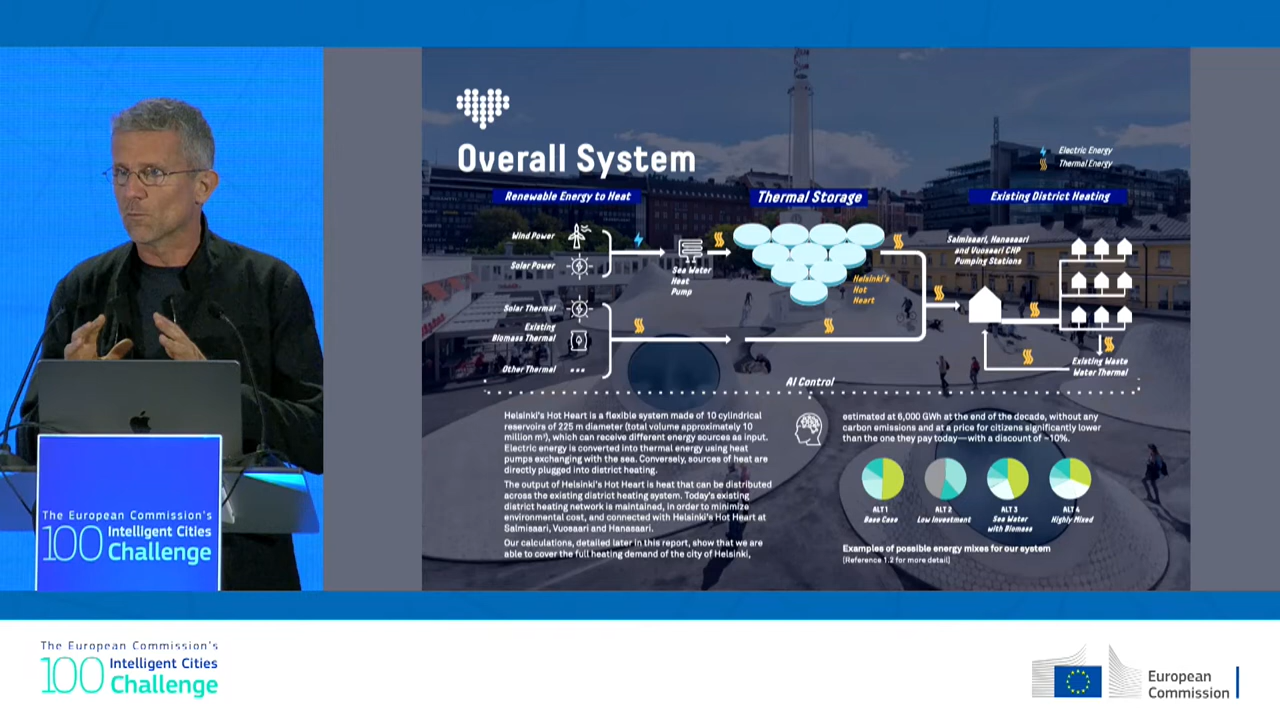 Overall System
Electric Energy
Thermal Energy
Renewable Energy to Heat
Thermal Storage
Existing District Heating
Wind Power
Solar Power
Sea Water
Heat
Pump
Helsinki's
Hot
Heart
Salmisaari, Hanasaari
and Vuosaari CHP
Pumping Stations
Solar Thermal
Existing
Biomass Thermal
Other Thermal
Existing Waste
Water Thermal
AI Control
Helsinki's Hot Heart is a flexible system made of 10 cylindrical
reservoirs of 225 m diameter (total volume approximately 10
million m³), which can receive different energy sources as input.
Electric energy is converted into thermal energy using heat
pumps exchanging with the sea. Conversely, sources of heat are
directly plugged into district heating.
The output of Helsinki's Hot Heart is heat that can be distributed
across the existing district heating system. Today's existing
district heating network is maintained, in order to minimize
environmental cost, and connected with Helsinki's Hot Heart at
Salmisaari, Vuosaari and Hanasaari.
Our calculations, detailed later in this report, show that we are
able to cover the full heating demand of the city of Helsinki,
estimated at 6,000 GWh at the end of the decade, without any
carbon emissions and at a price for citizens significantly lower
than the one they pay today—with a discount of ~10%.
ALT 1
Base Case
ALT 2
Low Investment
ALT 3
Sea Water
with Biomass
ALT 4
Highly Mixed
Examples of possible energy mixes for our system
[Reference 1.2 for more detail]
The European Commission's
100 Intelligent Cities
Challenge
The European Commission's
100 Intelligent Cities
Challenge
European
Commission